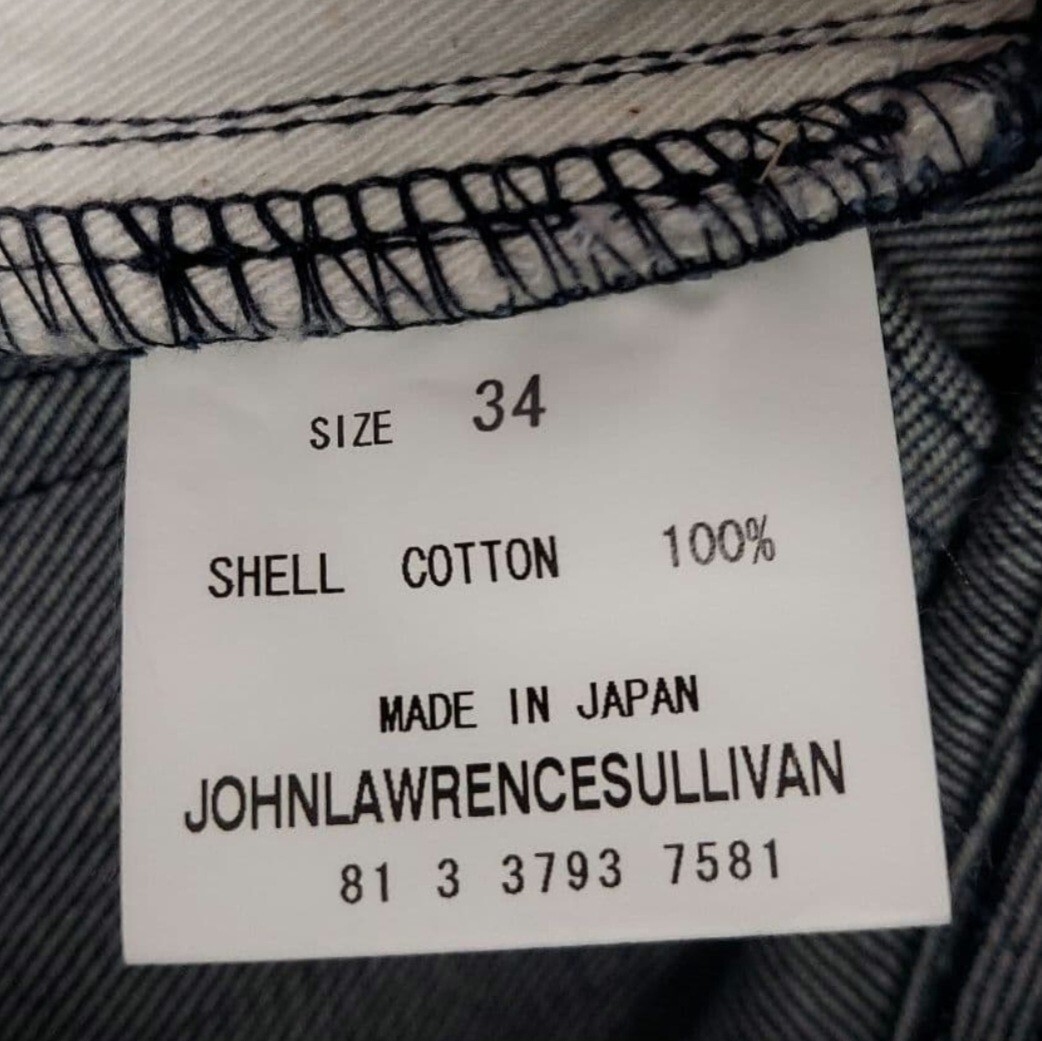 SIZE 34
SHELL COTTON 100%
MADE IN JAPAN
JOHNLAWRENCESULLIVAN
81 3 3793 7581